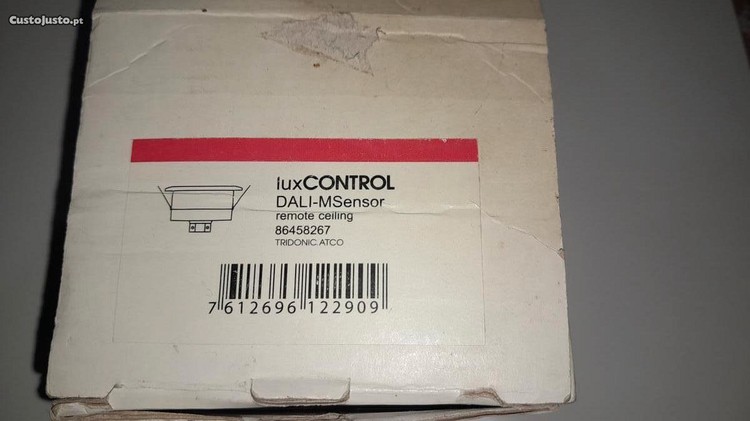 CustoJusto.pt
luxCONTROL
DALI-MSensor
remote ceiling
86458267
TRIDONIC.ATCO
7 612696 122909